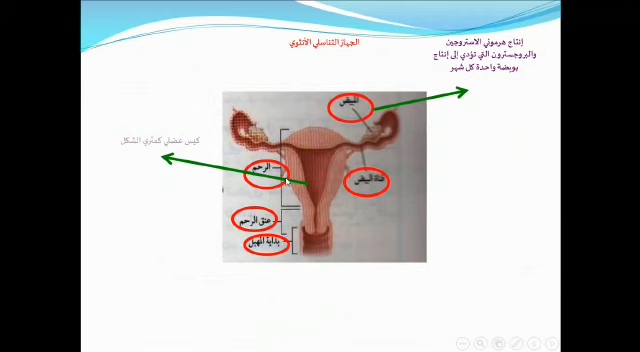 الجهاز التناسلي الأنثوي
إنتاج هرموني الاستروجين
والبروجسترون التي تؤدي إلى إنتاج
بويضة واحدة كل شهر
المبيض
كيس عضلي كمثري الشكل
الرحم
قناة البيض
عنق الرحم
بداية المهبل